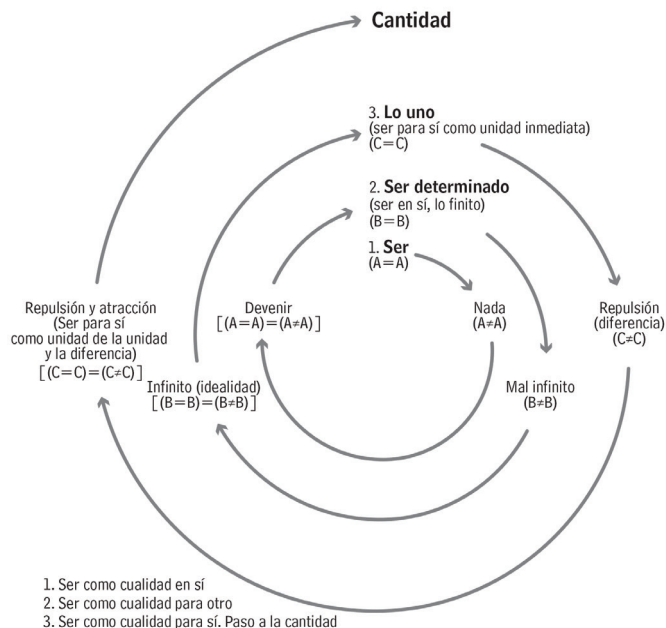 Cantidad
3. Lo uno
(ser para sí como unidad inmediata)
(C=C)
2. Ser determinado
(ser en sí, lo finito)
(B=B)
1. Ser
(A=A)
Repulsión y atracción
(Ser para sí
como unidad de la unidad
y la diferencia)
[(C=C)=(C≠C)]
Devenir
[(A=A)=(A≠A)]
Nada
(A≠A)
Repulsión
(diferencia)
(C≠C)
Infinito (idealidad)
[(B=B)=(B≠B)]
Mal infinito
(B≠B)
1. Ser como cualidad en sí
2. Ser como cualidad para otro
3. Ser como cualidad para sí. Paso a la cantidad